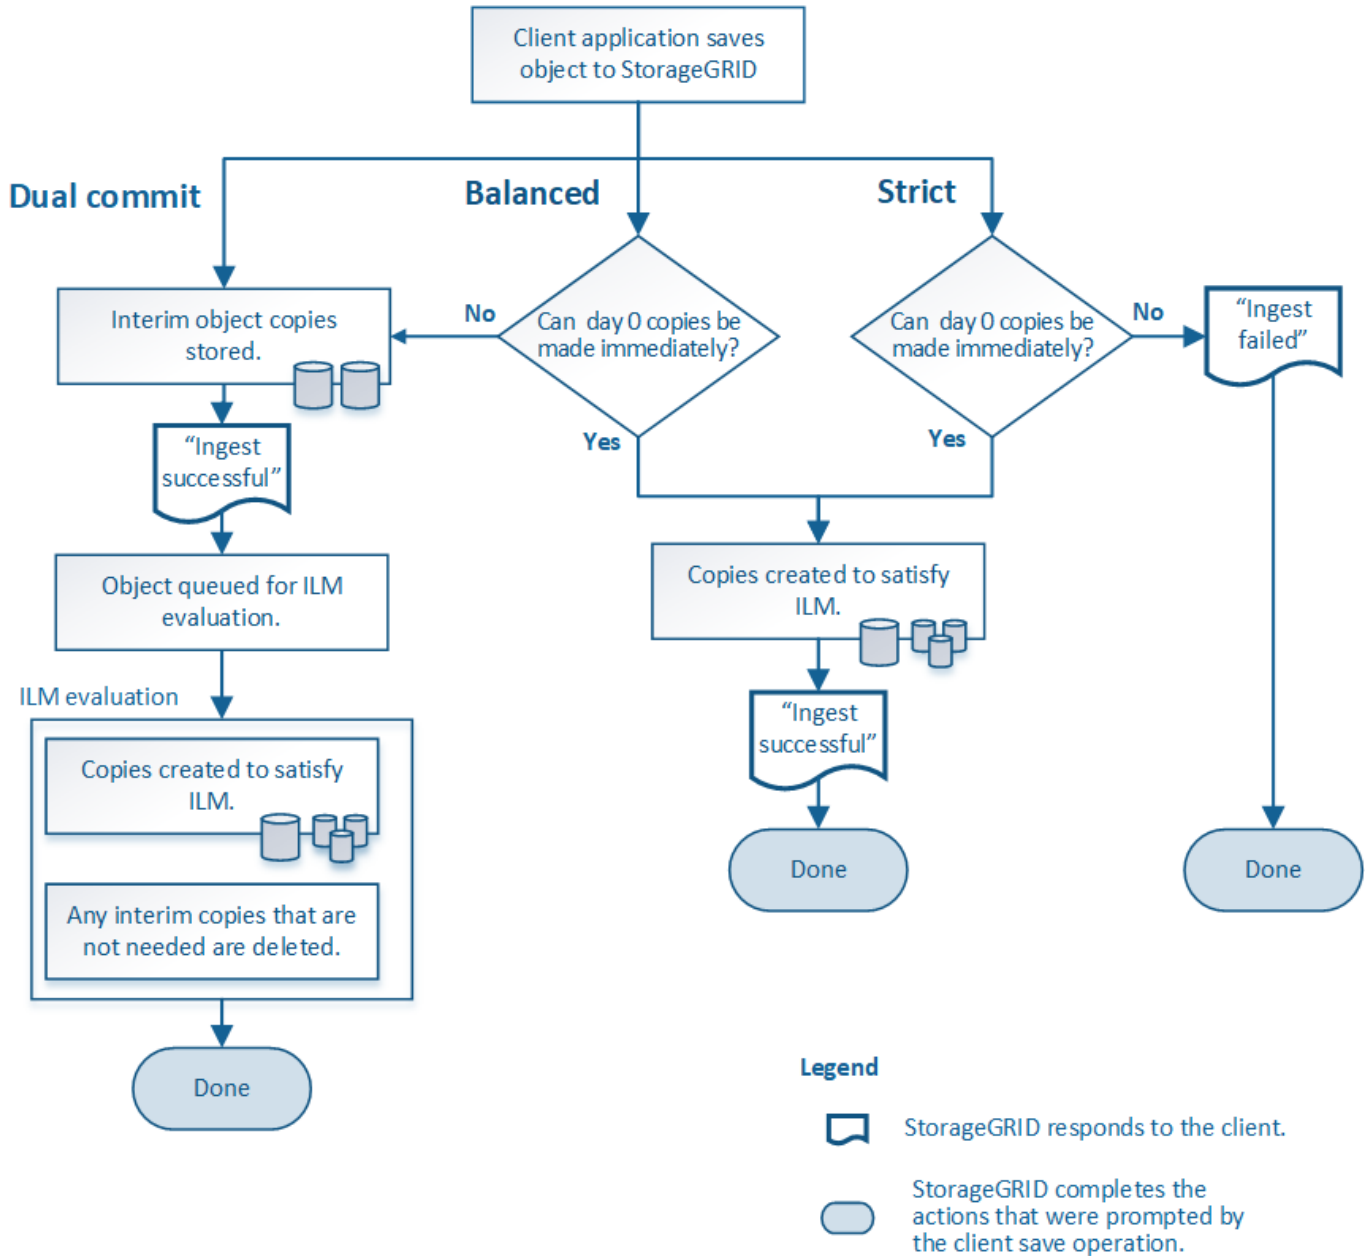 Client application saves
object to StorageGRID
Dual commit
Balanced
Strict
Interim object copies
stored.
No
Can day 0 copies be
made immediately?
Can day 0 copies be
made immediately?
No
“Ingest
failed”
Yes
Yes
“Ingest
successful”
Object queued for ILM
evaluation.
Copies created to satisfy
ILM.
ILM evaluation
“Ingest
successful”
Copies created to satisfy
ILM.
Done
Done
Any interim copies that are
not needed are deleted.
Done
Legend
StorageGRID responds to the client.
StorageGRID completes the
actions that were prompted by
the client save operation.